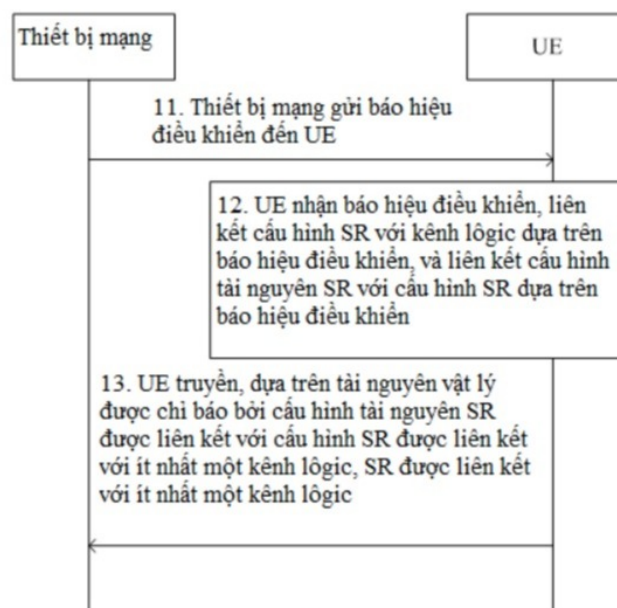 Thiết bị mạng
UE
11. Thiết bị mạng gửi báo hiệu
điều khiển đến UE
12. UE nhận báo hiệu điều khiển, liên
kết cấu hình SR với kênh lôgic dựa trên
báo hiệu điều khiển, và liên kết cấu hình
tài nguyên SR với cấu hình SR dựa trên
báo hiệu điều khiển
13. UE truyền, dựa trên tài nguyên vật lý
được chỉ báo bởi cấu hình tài nguyên SR
được liên kết với cấu hình SR được liên kết
với ít nhất một kênh lôgic, SR được liên kết
với ít nhất một kênh lôgic